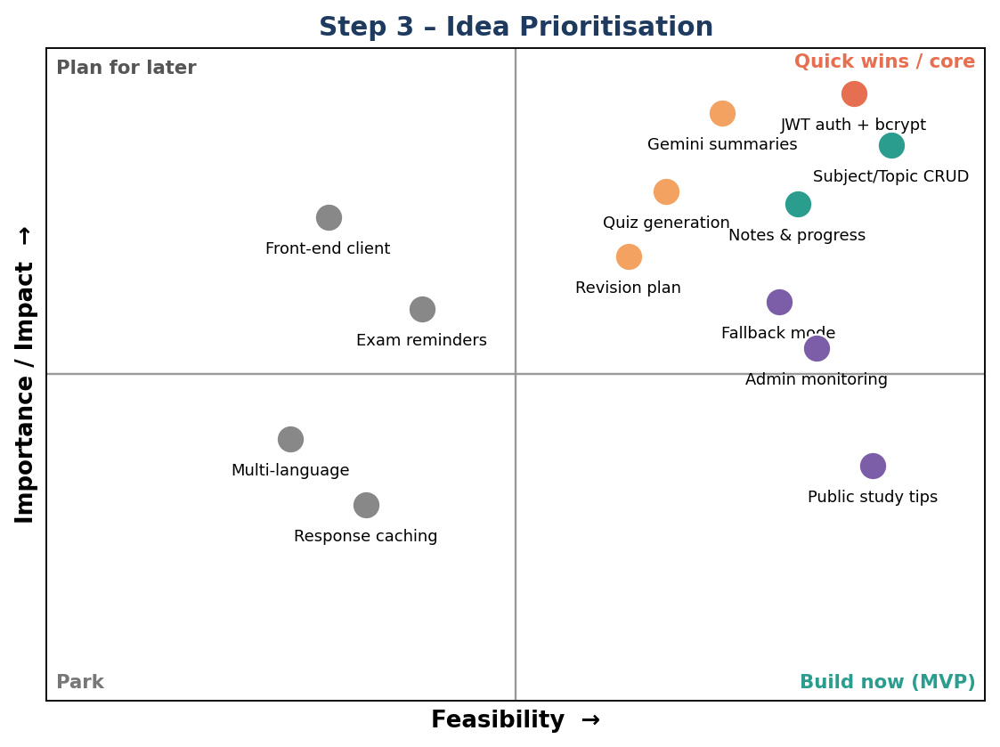 Step 3 – Idea Prioritisation
Plan for later
Quick wins / core
JWT auth + bcrypt
Gemini summaries
Subject/Topic CRUD
Quiz generation
Notes & progress
Front-end client
Revision plan
Fallback mode
Exam reminders
Admin monitoring
Multi-language
Public study tips
Response caching
Park
Build now (MVP)
Importance / Impact →
Feasibility →